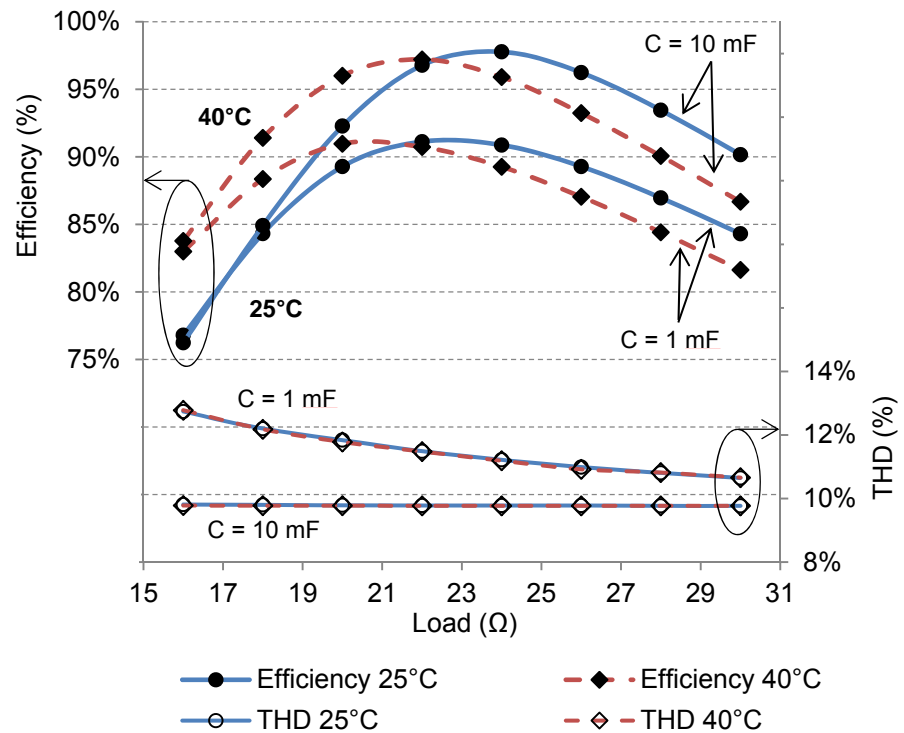 100%
95%
90%
85%
80%
75%
Efficiency (%)
C = 10 mF
40°C
25°C
C = 1 mF
14%
12%
10%
8%
THD (%)
C = 1 mF
C = 10 mF
15 17 19 21 23 25 27 29 31
Load (Ω)
Efficiency 25°C Efficiency 40°C
THD 25°C THD 40°C